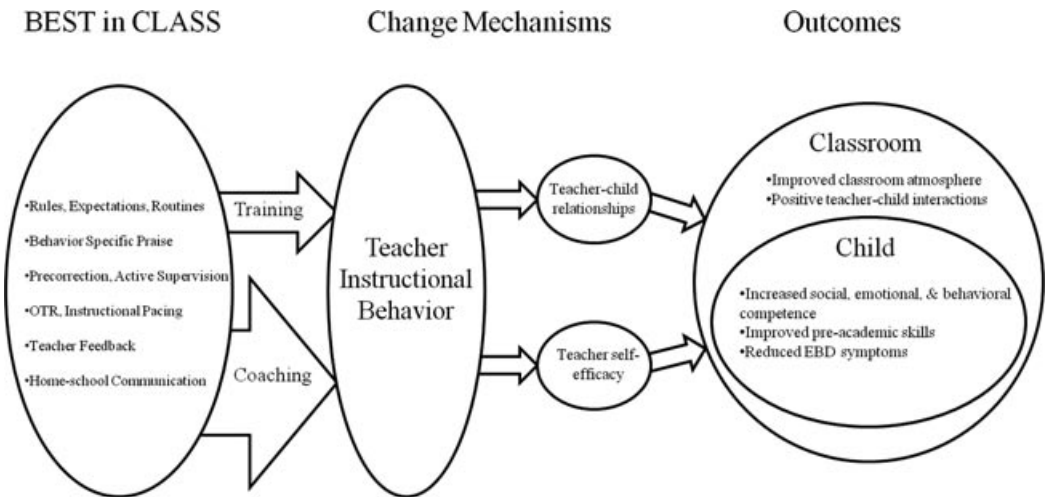 BEST in CLASS
Change Mechanisms
Outcomes
•Rules, Expectations, Routines
•Behavior Specific Praise
•Precorrection, Active Supervision
•OTR, Instructional Pacing
•Teacher Feedback
•Home-school Communication
Training
Coaching
Teacher
Instructional
Behavior
Teacher-child
relationships
Teacher self-
efficacy
Classroom
•Improved classroom atmosphere
•Positive teacher-child interactions
Child
•Increased social, emotional, & behavioral
competence
•Improved pre-academic skills
•Reduced EBD symptoms